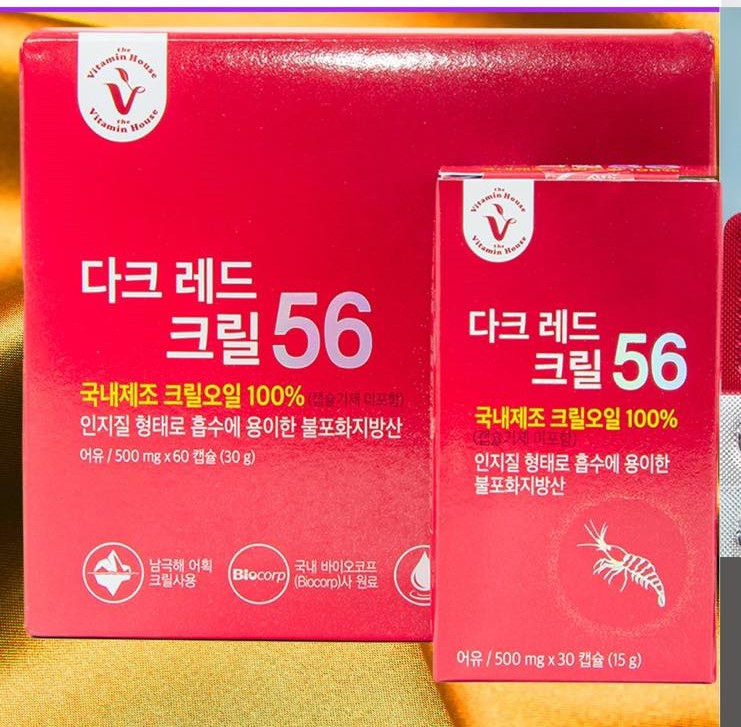 the
Vitamin House
the
Vitamin House
다크 레드
크릴 56
국내제조 크릴오일 100% (캡슐기재 미포함)
인지질 형태로 흡수에 용이한 불포화지방산
어유 / 500 mg x 60 캡슐 (30 g)
남극해 어획
크릴사용
Biocorp
국내 바이오코프
(Biocorp)사 원료
the
Vitamin House
the
Vitamin House
다크 레드
크릴 56
국내제조 크릴오일 100%
(캡슐기재 미포함)
인지질 형태로 흡수에 용이한
불포화지방산
어유 / 500 mg x 30 캡슐 (15 g)